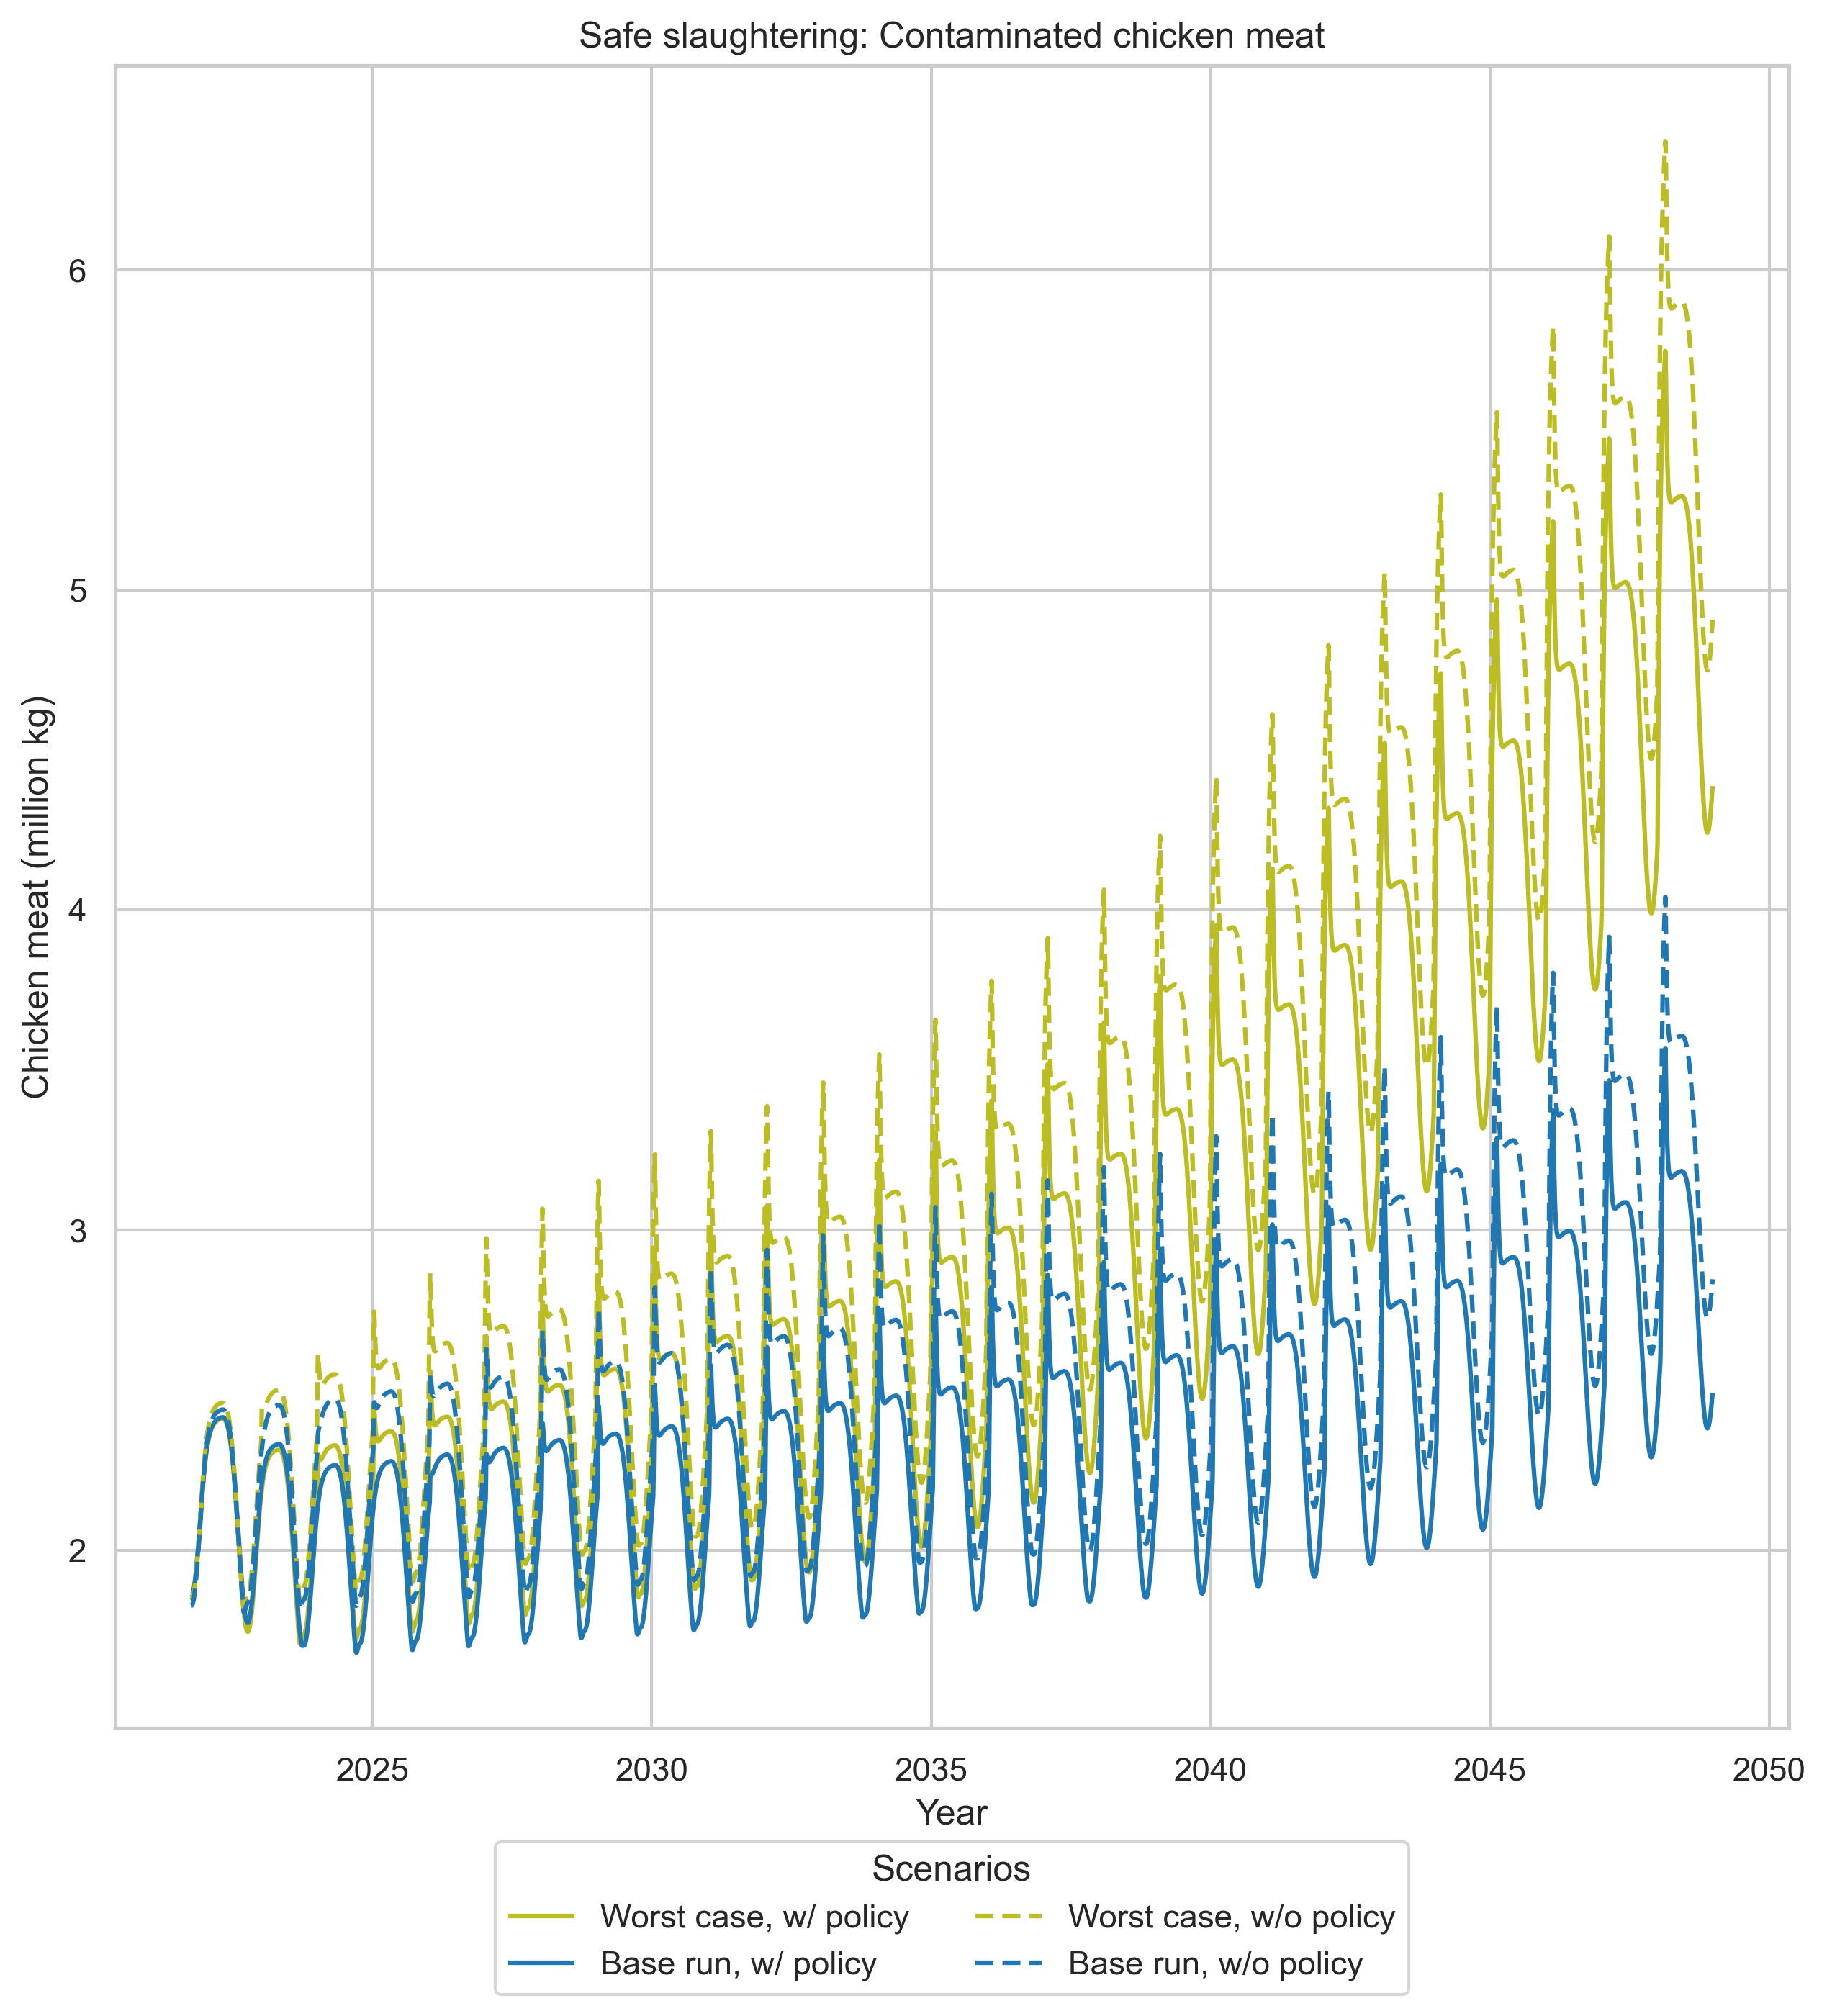 Safe slaughtering: Contaminated chicken meat
Chicken meat (million kg)
6
5
4
3
2
2025 2030 2035 2040 2045 2050
Year
Scenarios
Worst case, w/ policy Worst case, w/o policy
Base run, w/ policy Base run, w/o policy